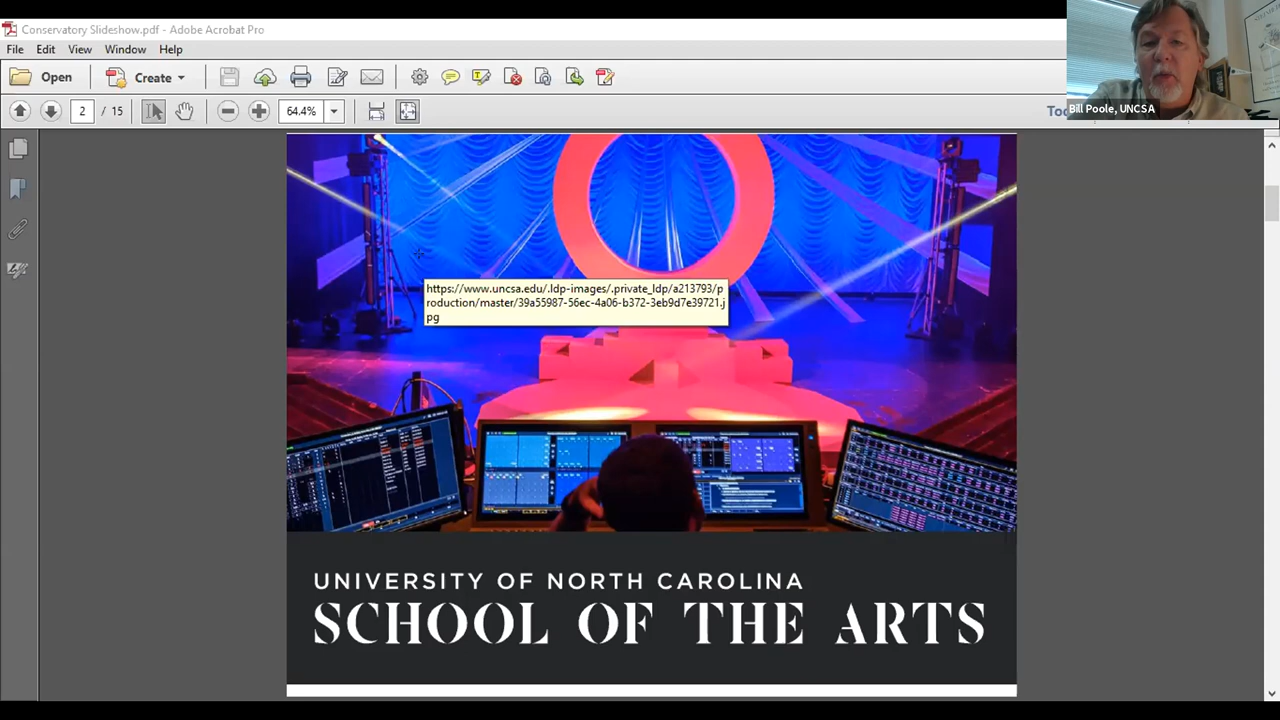 Conservatory Slideshow.pdf - Adobe Acrobat Pro
File Edit View Window Help
Open Create
2 / 15 64.4%
Bill Poole, UNCSA
https://www.uncsa.edu/.ldp-images/.private_ldp/a213793/p
roduction/master/39a55987-56ec-4a06-b372-3eb9d7e39721.j
pg
UNIVERSITY OF NORTH CAROLINA
SCHOOL OF THE ARTS